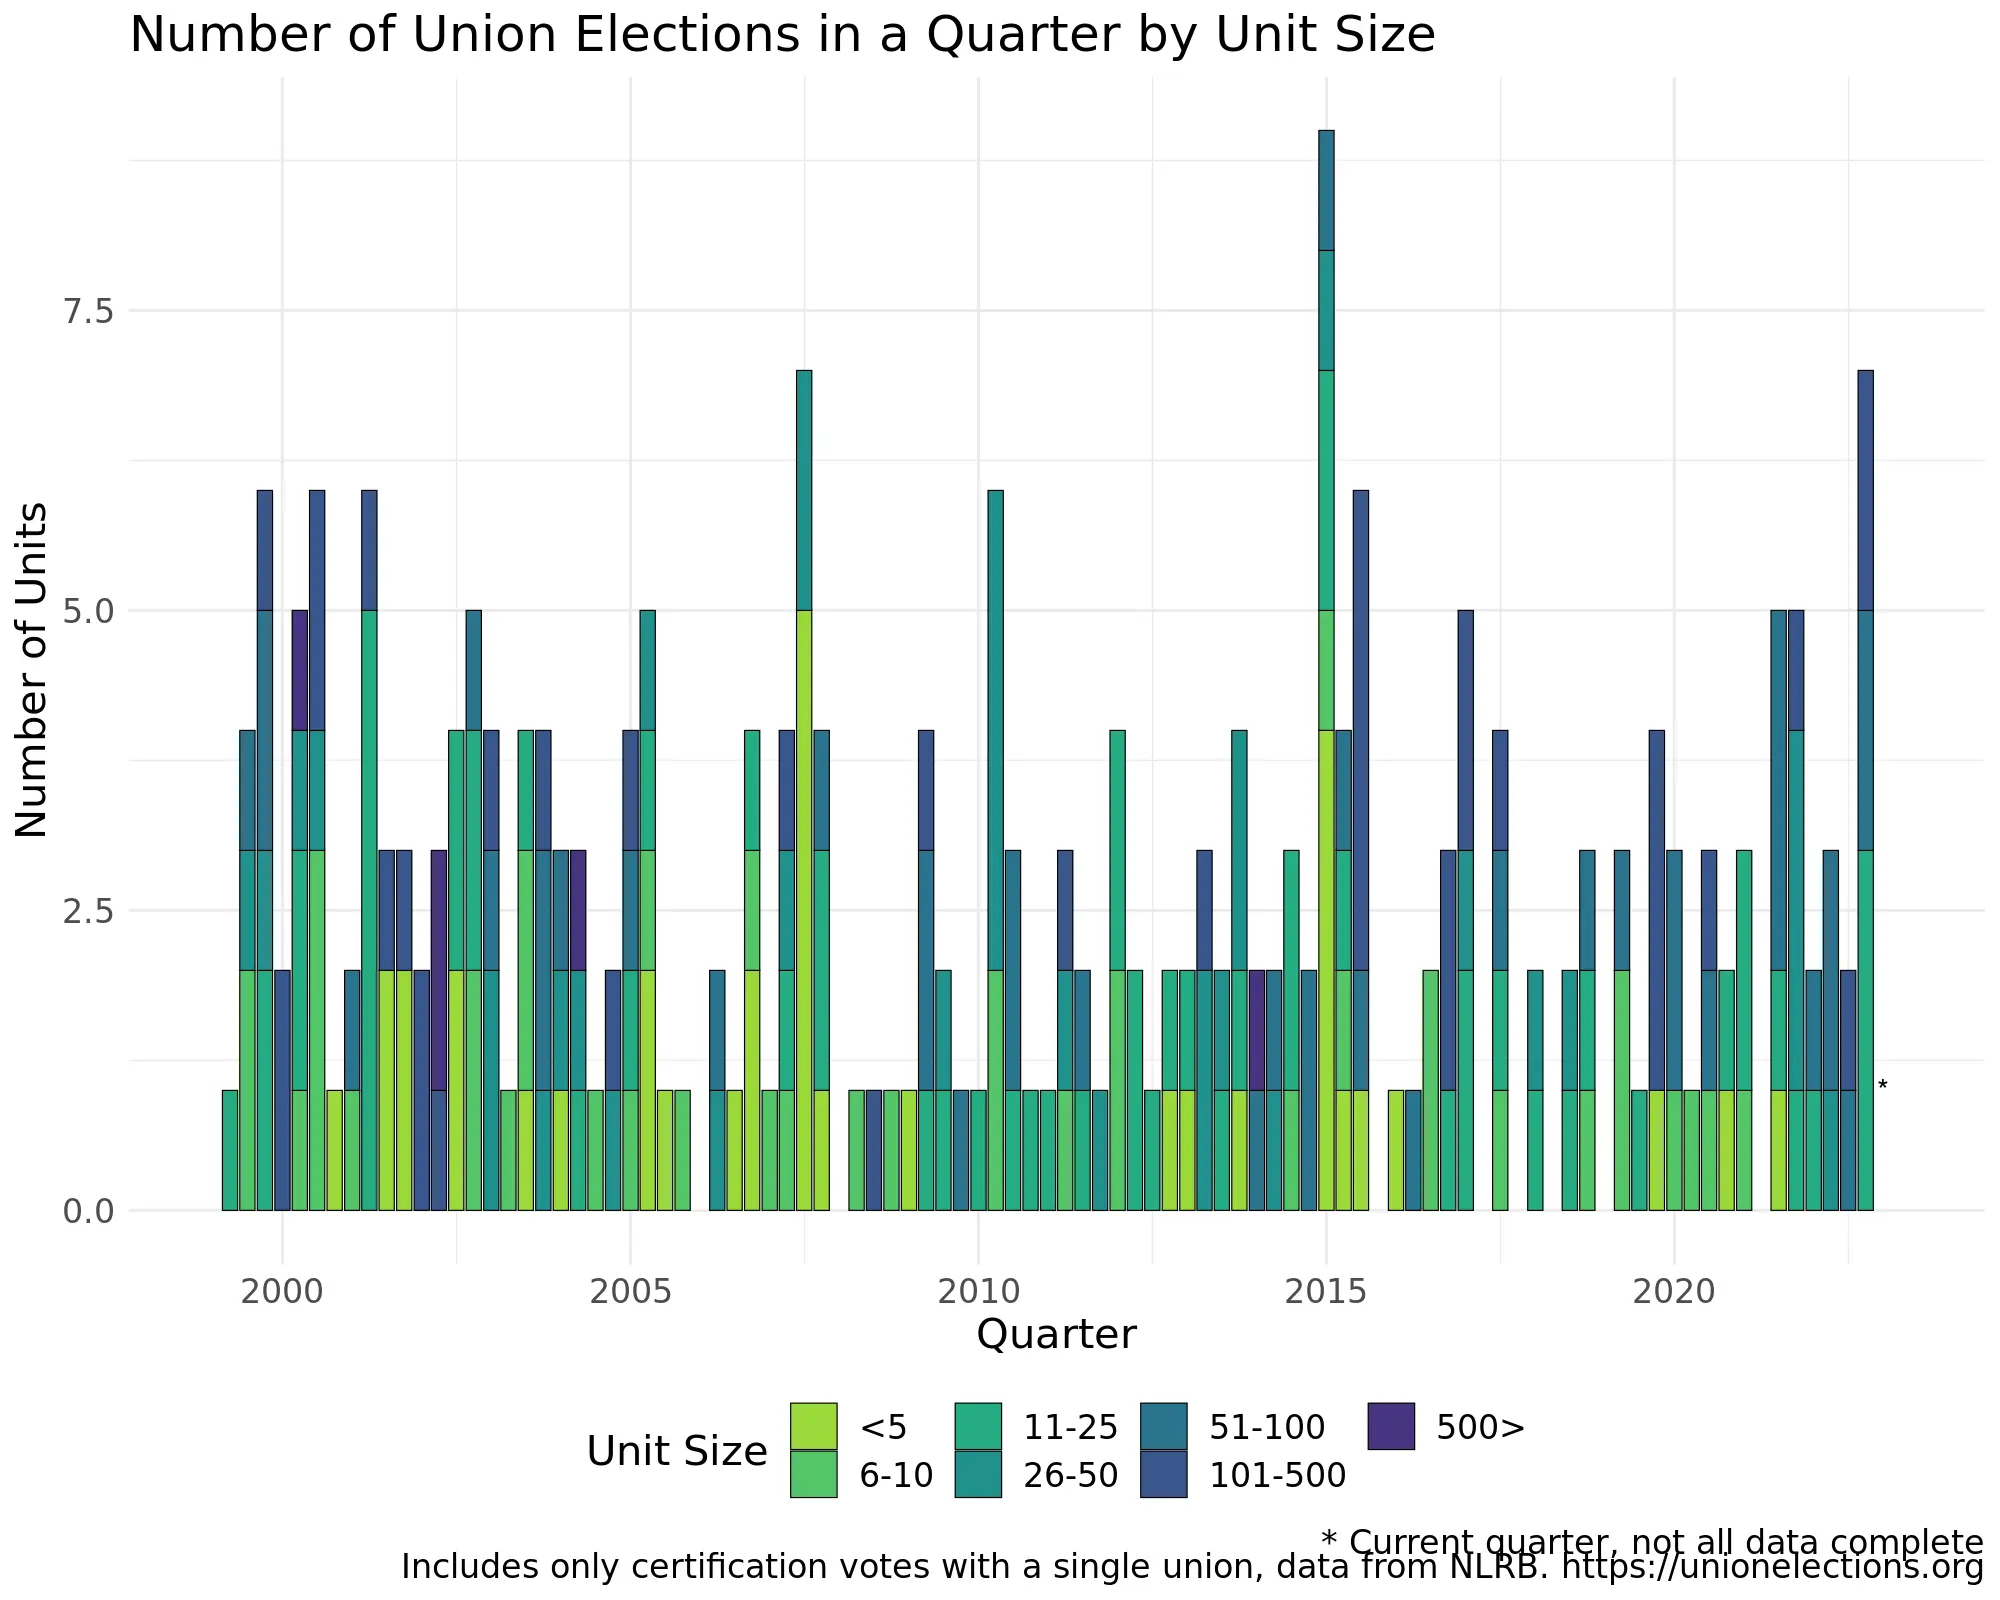 Number of Union Elections in a Quarter by Unit Size
Number of Units
7.5
5.0
2.5
0.0
*
2000 2005 2010 2015 2020
Quarter
Unit Size
<5 11-25 51-100 500>
6-10 26-50 101-500
* Current quarter, not all data complete
Includes only certification votes with a single union, data from NLRB. https://unionelections.org